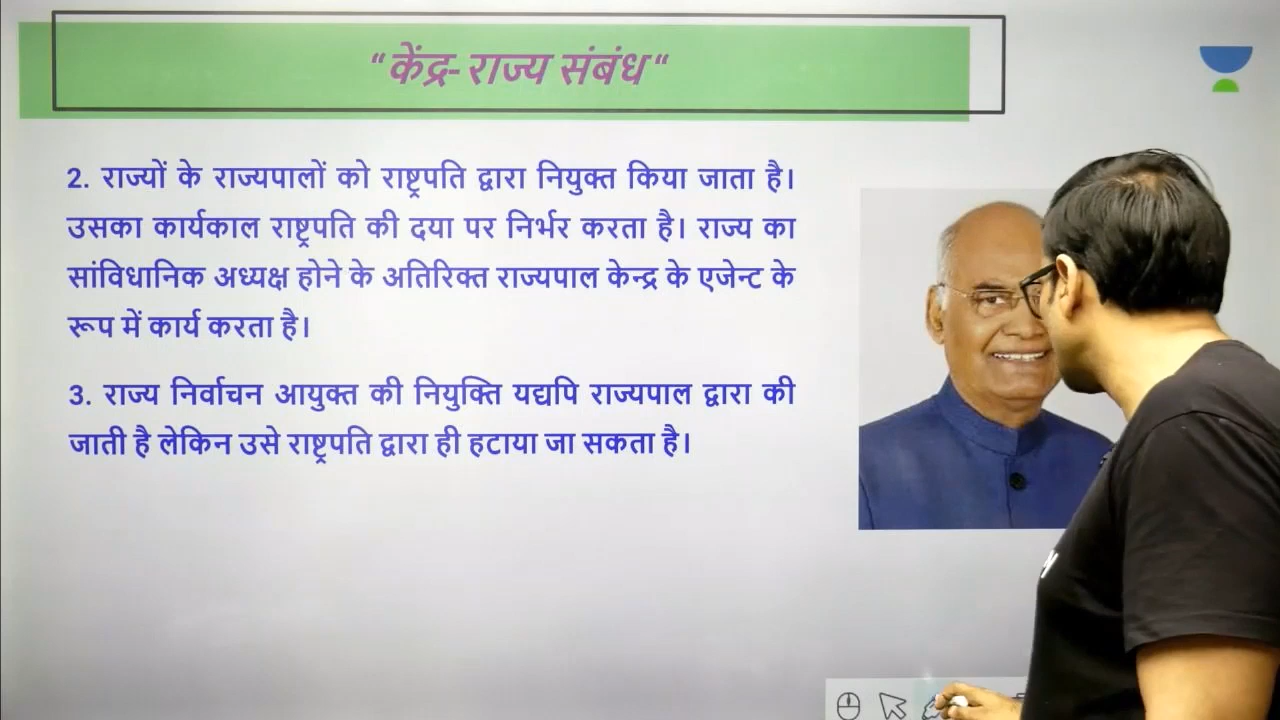 “केंद्र- राज्य संबंध“
2. राज्यों के राज्यपालों को राष्ट्रपति द्वारा नियुक्त किया जाता है।
उसका कार्यकाल राष्ट्रपति की दया पर निर्भर करता है। राज्य का
सांविधानिक अध्यक्ष होने के अतिरिक्त राज्यपाल केन्द्र के एजेन्ट के
रूप में कार्य करता है।
3. राज्य निर्वाचन आयुक्त की नियुक्ति यद्यपि राज्यपाल द्वारा की
जाती है लेकिन उसे राष्ट्रपति द्वारा ही हटाया जा सकता है।